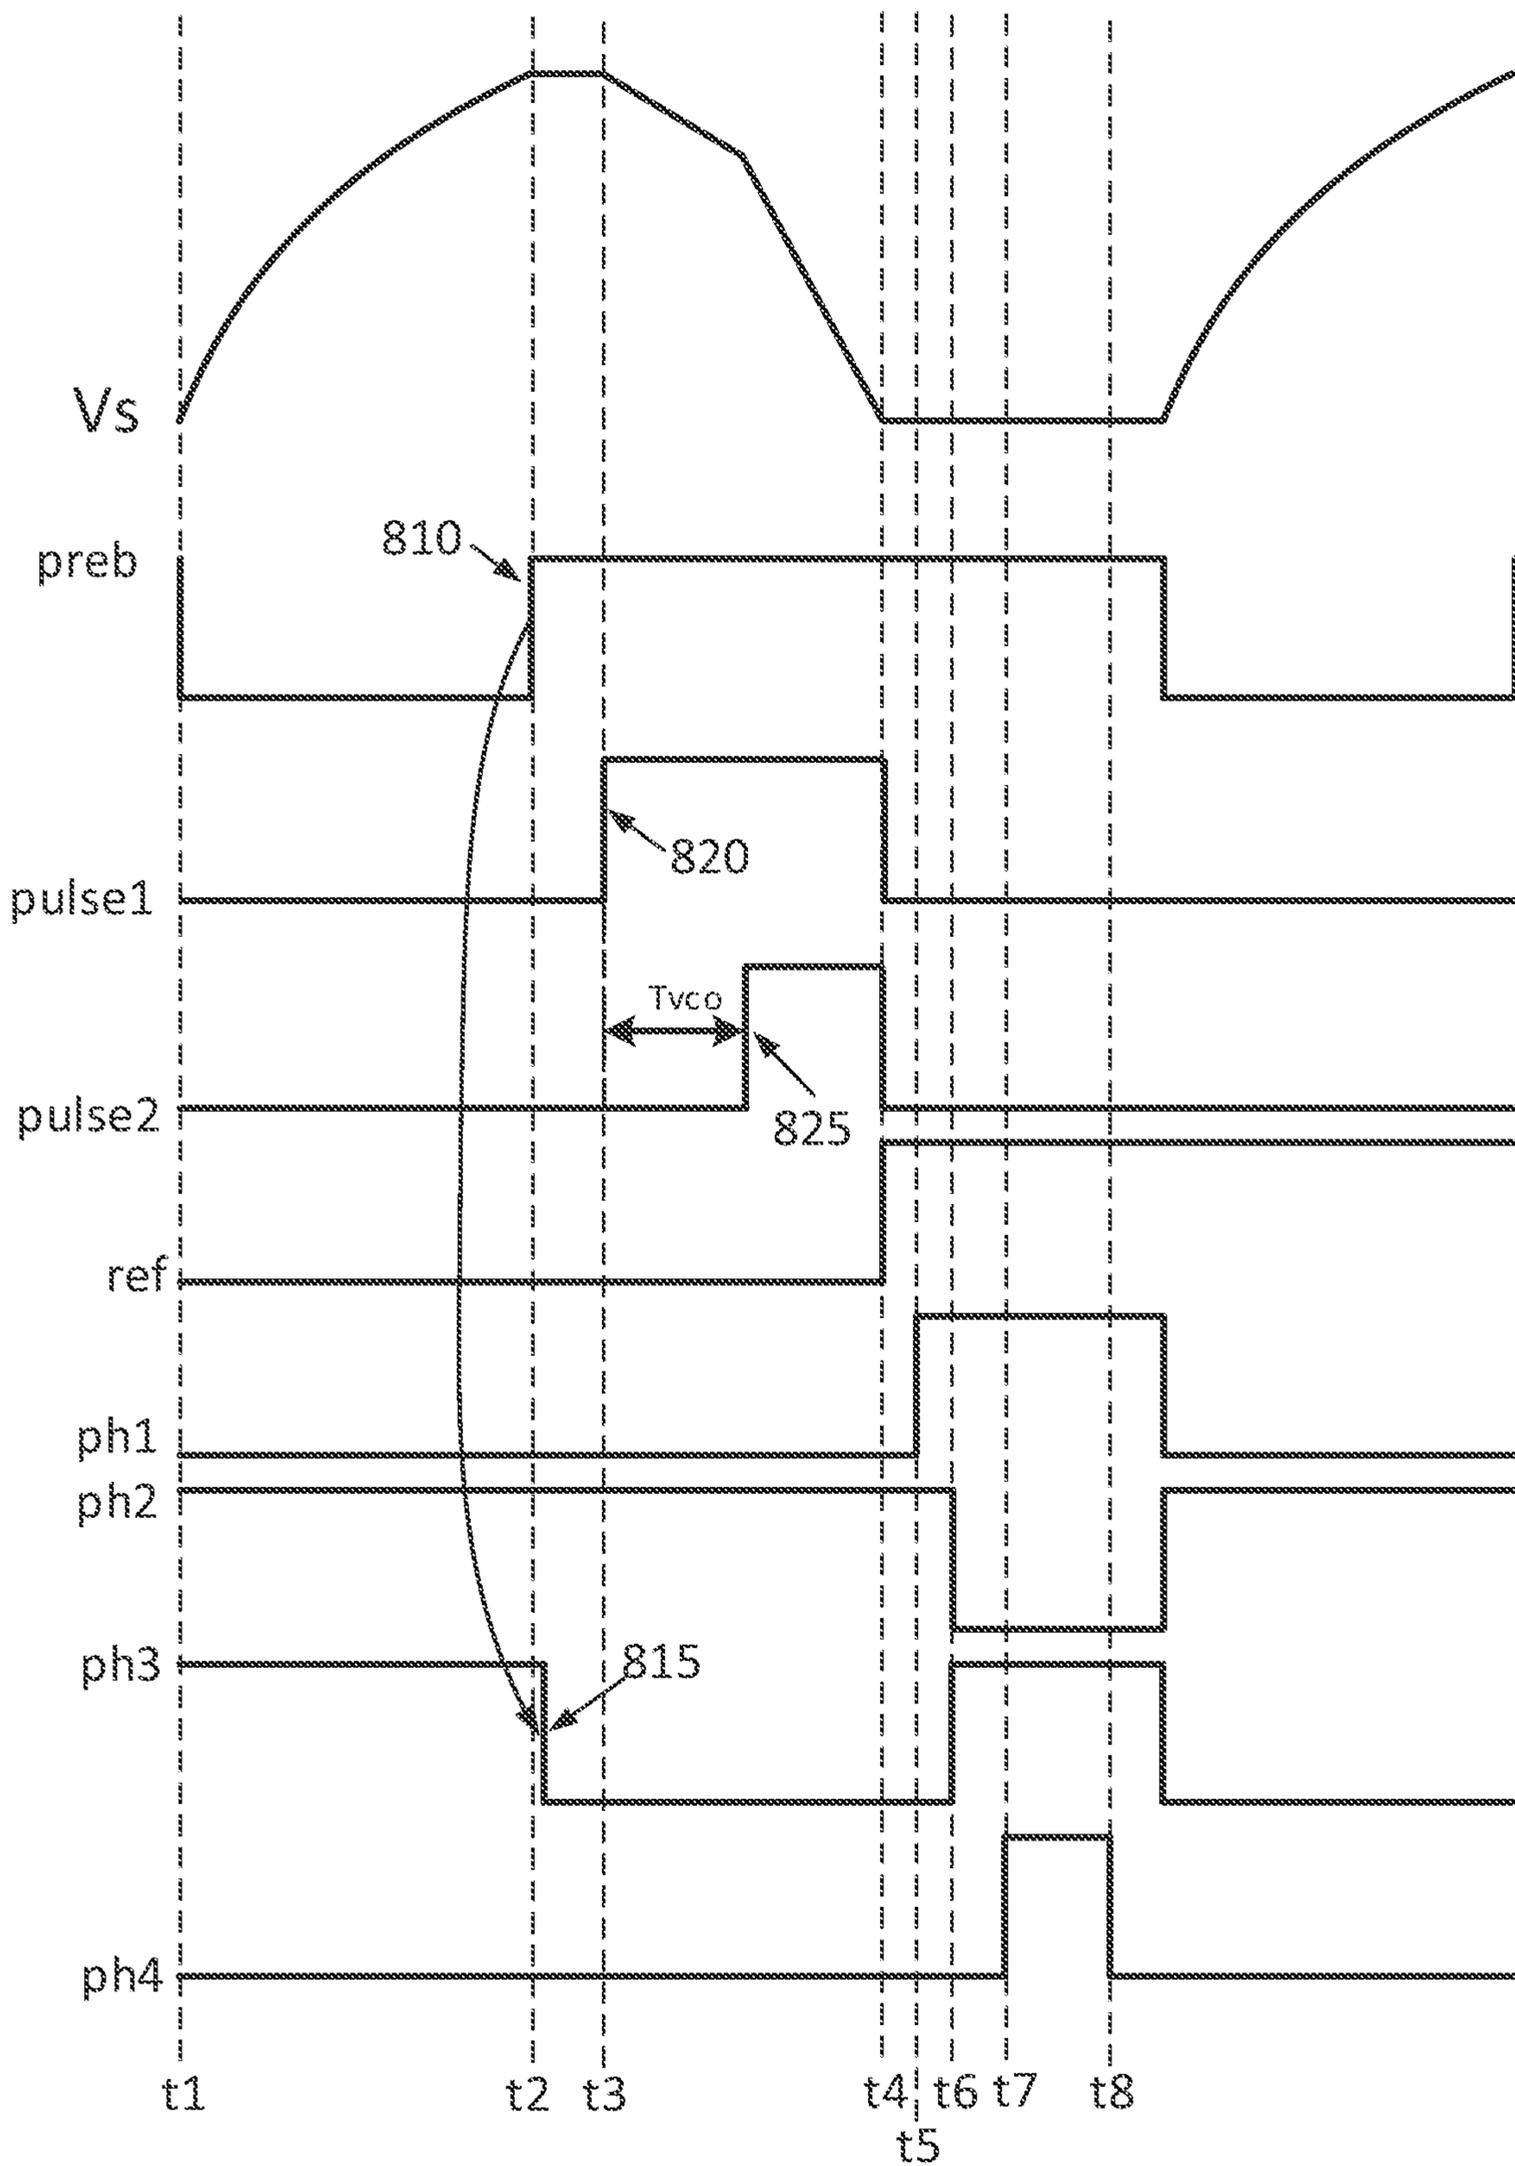 Vs
810
preb
820
pulse1
Tvco
825
pulse2
ref
ph1
ph2
815
ph3
ph4
t1 t2 t3 t4 t6 t7 t8
t5